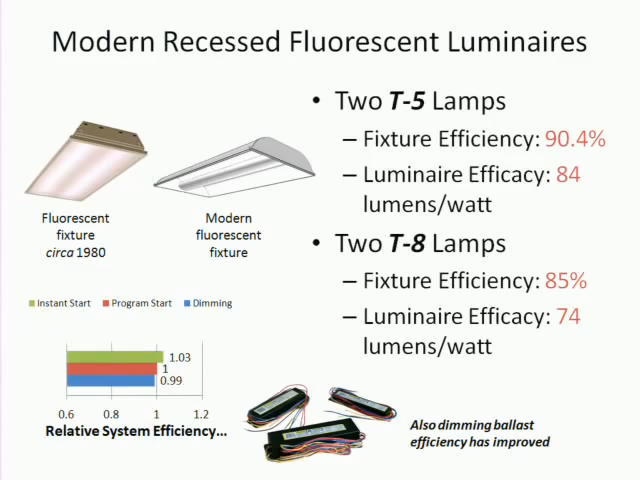 Modern Recessed Fluorescent Luminaires
Fluorescent
fixture
circa 1980
Modern
fluorescent
fixture
• Two T-5 Lamps
– Fixture Efficiency: 90.4%
– Luminaire Efficacy: 84
lumens/watt
• Two T-8 Lamps
– Fixture Efficiency: 85%
– Luminaire Efficacy: 74
lumens/watt
Instant Start Program Start Dimming
1.03
1
0.99
0.6 0.8 1 1.2
Relative System Efficiency...
Also dimming ballast
efficiency has improved